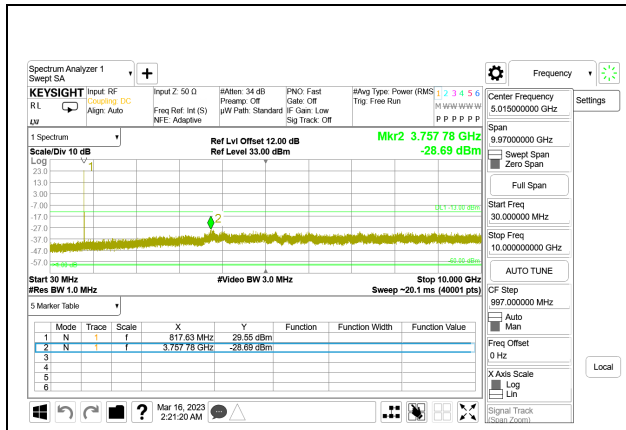 Spectrum Analyzer 1
Swept SA
Frequency
KEYSIGHT
RL
LXI
Input: RF
Coupling: DC
Align: Auto
Input Z: 50 Ω
Freq Ref: Int (S)
NFE: Adaptive
#Atten: 34 dB
Preamp: Off
µW Path: Standard
PNO: Fast
Gate: Off
IF Gain: Low
Sig Track: Off
#Avg Type: Power (RMS
Trig: Free Run
1 2 3 4 5 6
M W W W W W
P P P P P P
Center Frequency
5.015000000 GHz
Settings
Span
9.97000000 GHz
Swept Span
Zero Span
Full Span
Start Freq
30.000000 MHz
Stop Freq
10.000000000 GHz
AUTO TUNE
CF Step
997.000000 MHz
Auto
Man
Freq Offset
0 Hz
X Axis Scale
Log
Lin
Signal Track
(Span Zoom)
Local
1 Spectrum
Scale/Div 10 dB
Ref Lvl Offset 12.00 dB
Ref Level 33.00 dBm
Mkr2 3.757 78 GHz
-28.69 dBm
Log
23.0
13.0
3.00
-7.00
-17.0
-27.0
-37.0
-47.0
-57.0
1
2
DL1 -13.00 dBm
Start 30 MHz
#Video BW 3.0 MHz
Stop 10.000 GHz
#Res BW 1.0 MHz
Sweep ~20.1 ms (40001 pts)
5 Marker Table
Mode Trace Scale X Y Function Function Width Function Value
1 N 1 f 817.63 MHz 29.55 dBm
2 N 1 f 3.757 78 GHz -28.69 dBm
3
4
5
6
?
Mar 16, 2023
2:21:20 AM